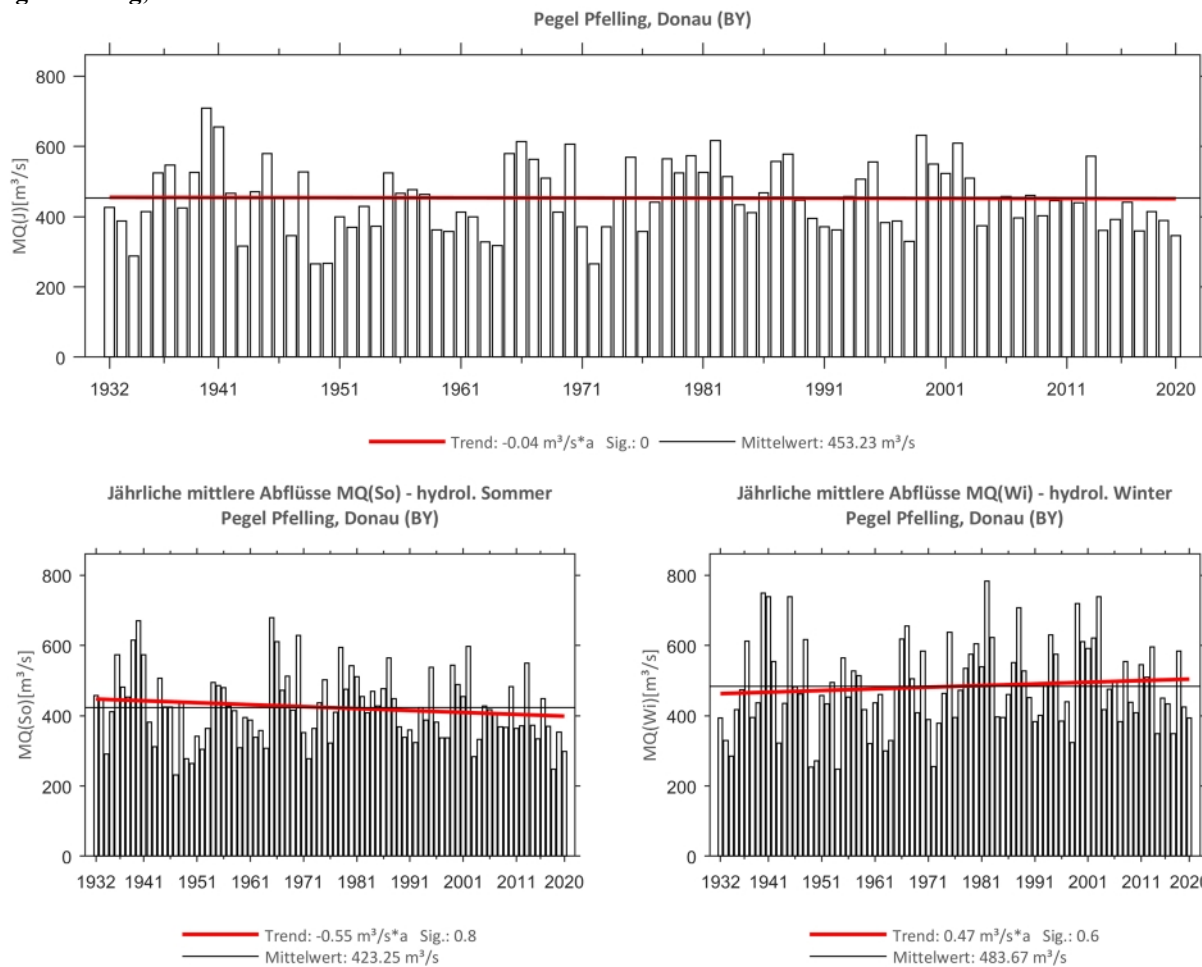 Pegel Pfelling, Donau (BY)
800
600
400
200
0
MQ(J)[m³/s]
1932 1941 1951 1961 1971 1981 1991 2001 2011 2020
Trend: -0.04 m³/s*a Sig.: 0 Mittelwert: 453.23 m³/s
Jährliche mittlere Abflüsse MQ(So) - hydrol. Sommer
Pegel Pfelling, Donau (BY)
800
600
400
200
0
MQ(So)[m³/s]
1932 1941 1951 1961 1971 1981 1991 2001 2011 2020
Trend: -0.55 m³/s*a Sig.: 0.8
Mittelwert: 423.25 m³/s
Jährliche mittlere Abflüsse MQ(Wi) - hydrol. Winter
Pegel Pfelling, Donau (BY)
800
600
400
200
0
MQ(Wi)[m³/s]
1932 1941 1951 1961 1971 1981 1991 2001 2011 2020
Trend: 0.47 m³/s*a Sig.: 0.6
Mittelwert: 483.67 m³/s